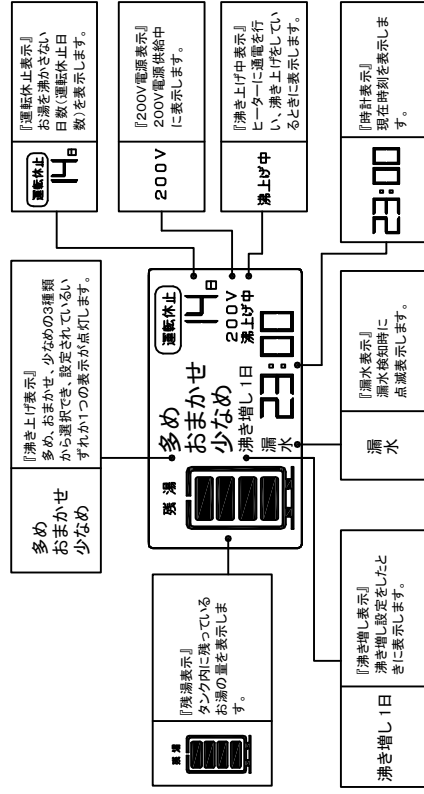 残湯
『残湯表示』
タンク内に残っている
お湯の量を表示しま
す。
多め
おまかせ
少なめ
『沸き上げ表示』
多め、おまかせ、少なめの3種類
から選択でき、設定されているい
ずれか1つの表示が点灯します。
運転休止
14日
『運転休止表示』
お湯を沸かさない
日数(運転休止日
数)を表示します。
200V
『200V電源表示』
200V電源供給中
に表示します。
沸上げ中
『沸き上げ中表示』
ヒーターに通電を行
い、沸き上げをしてい
るときに表示します。
残湯
多め
おまかせ
少なめ
沸き増し1日
漏水
運転休止
14日
200V
沸上げ中
23:00
沸き増し1日
『沸き増し表示』
沸き増し設定をしたと
きに表示します。
漏
水
『漏水表示』
漏水検知時に
点滅表示します。
23:00
『時計表示』
現在時刻を表示しま
す。